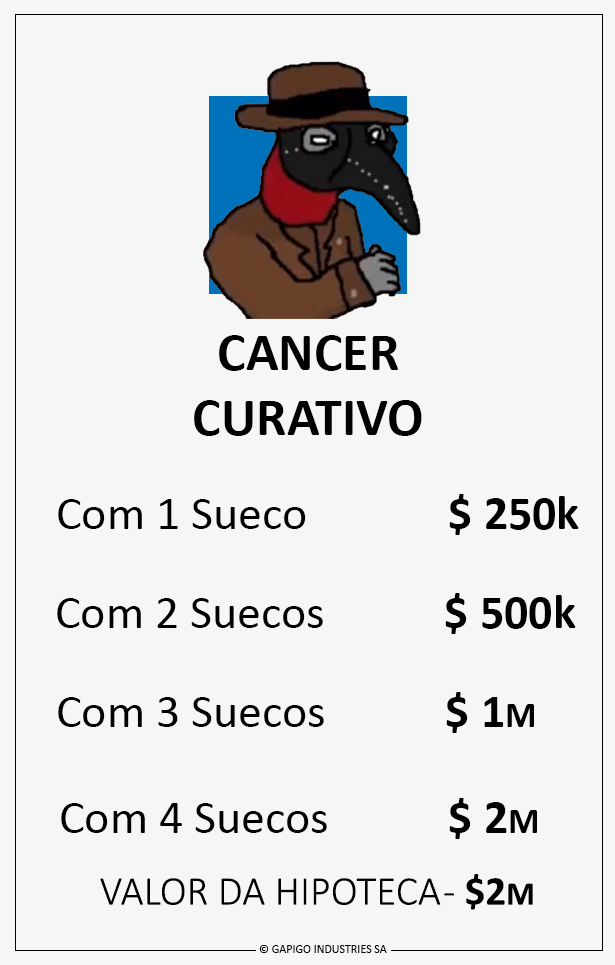 CANCER
CURATIVO
Com 1 Sueco $ 250k
Com 2 Suecos $ 500k
Com 3 Suecos $ 1M
Com 4 Suecos $ 2M
VALOR DA HIPOTECA- $2M
© GAPIGO INDUSTRIES SA